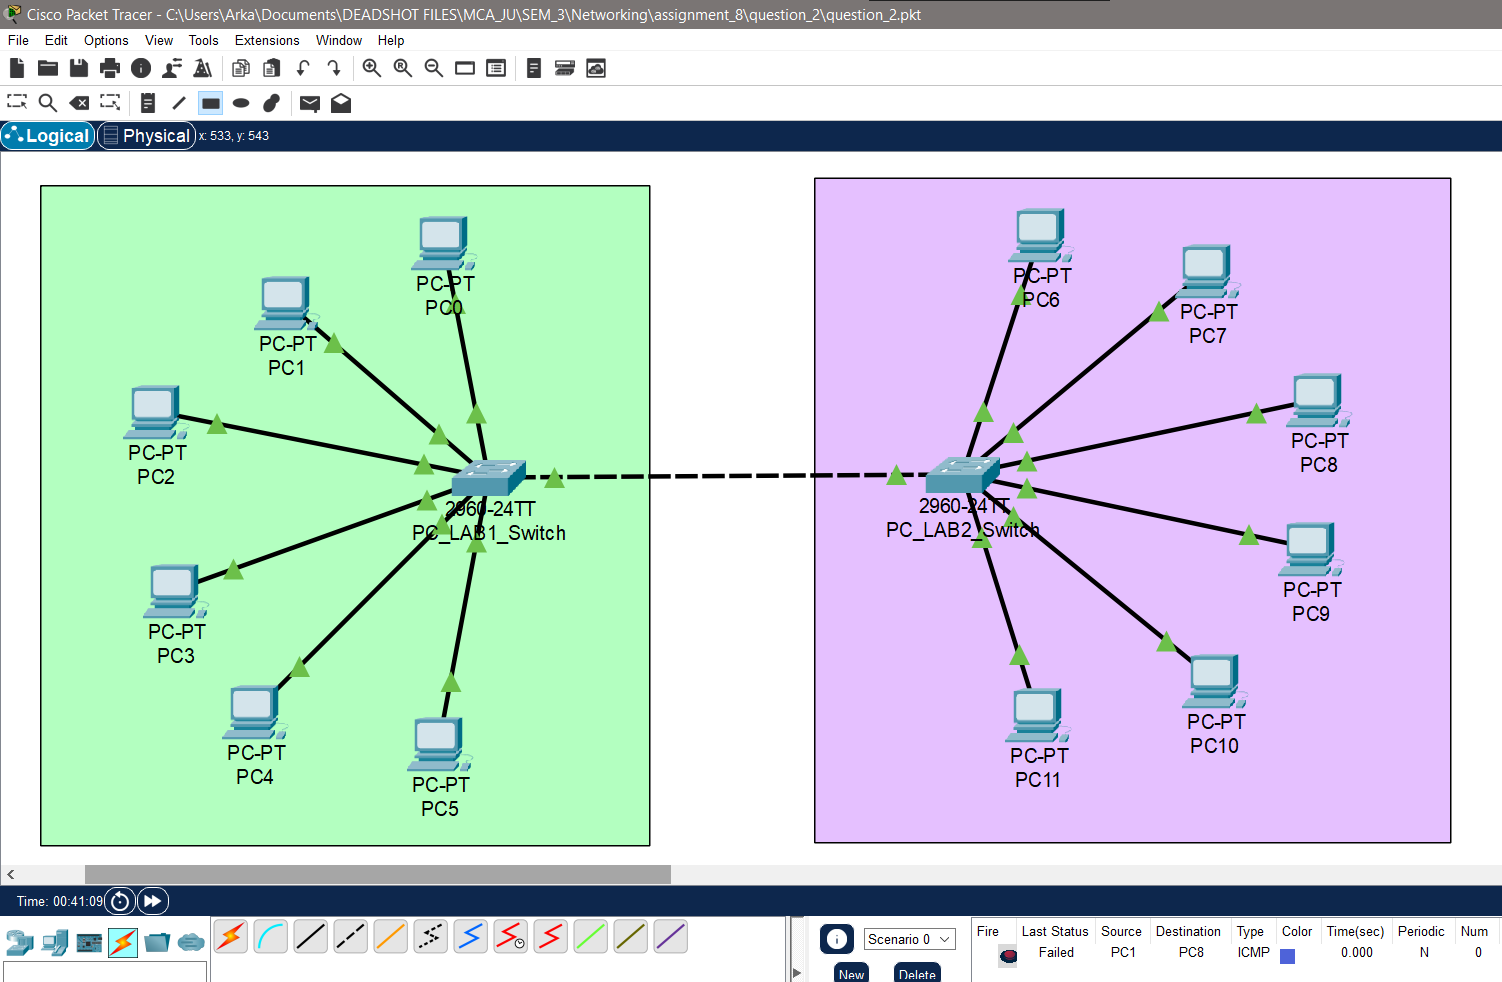 Cisco Packet Tracer - C:\Users\Arka\Documents\DEADSHOT FILES\MCA_JU\SEM_3\Networking\assignment_8\question_2\question_2.pkt
File Edit Options View Tools Extensions Window Help
Logical Physical x: 533, y: 543
PC-PT
PC0
PC-PT
PC1
PC-PT
PC2
2960-24TT
PC_LAB1_Switch
PC-PT
PC3
PC-PT
PC4
PC-PT
PC5
PC-PT
PC6
PC-PT
PC7
PC-PT
PC8
2960-24TT
PC_LAB2_Switch
PC-PT
PC9
PC-PT
PC10
PC-PT
PC11
Time: 00:41:09
Scenario 0
New Delete
Fire Last Status Source Destination Type Color Time(sec) Periodic Num
Failed PC1 PC8 ICMP 0.000 N 0